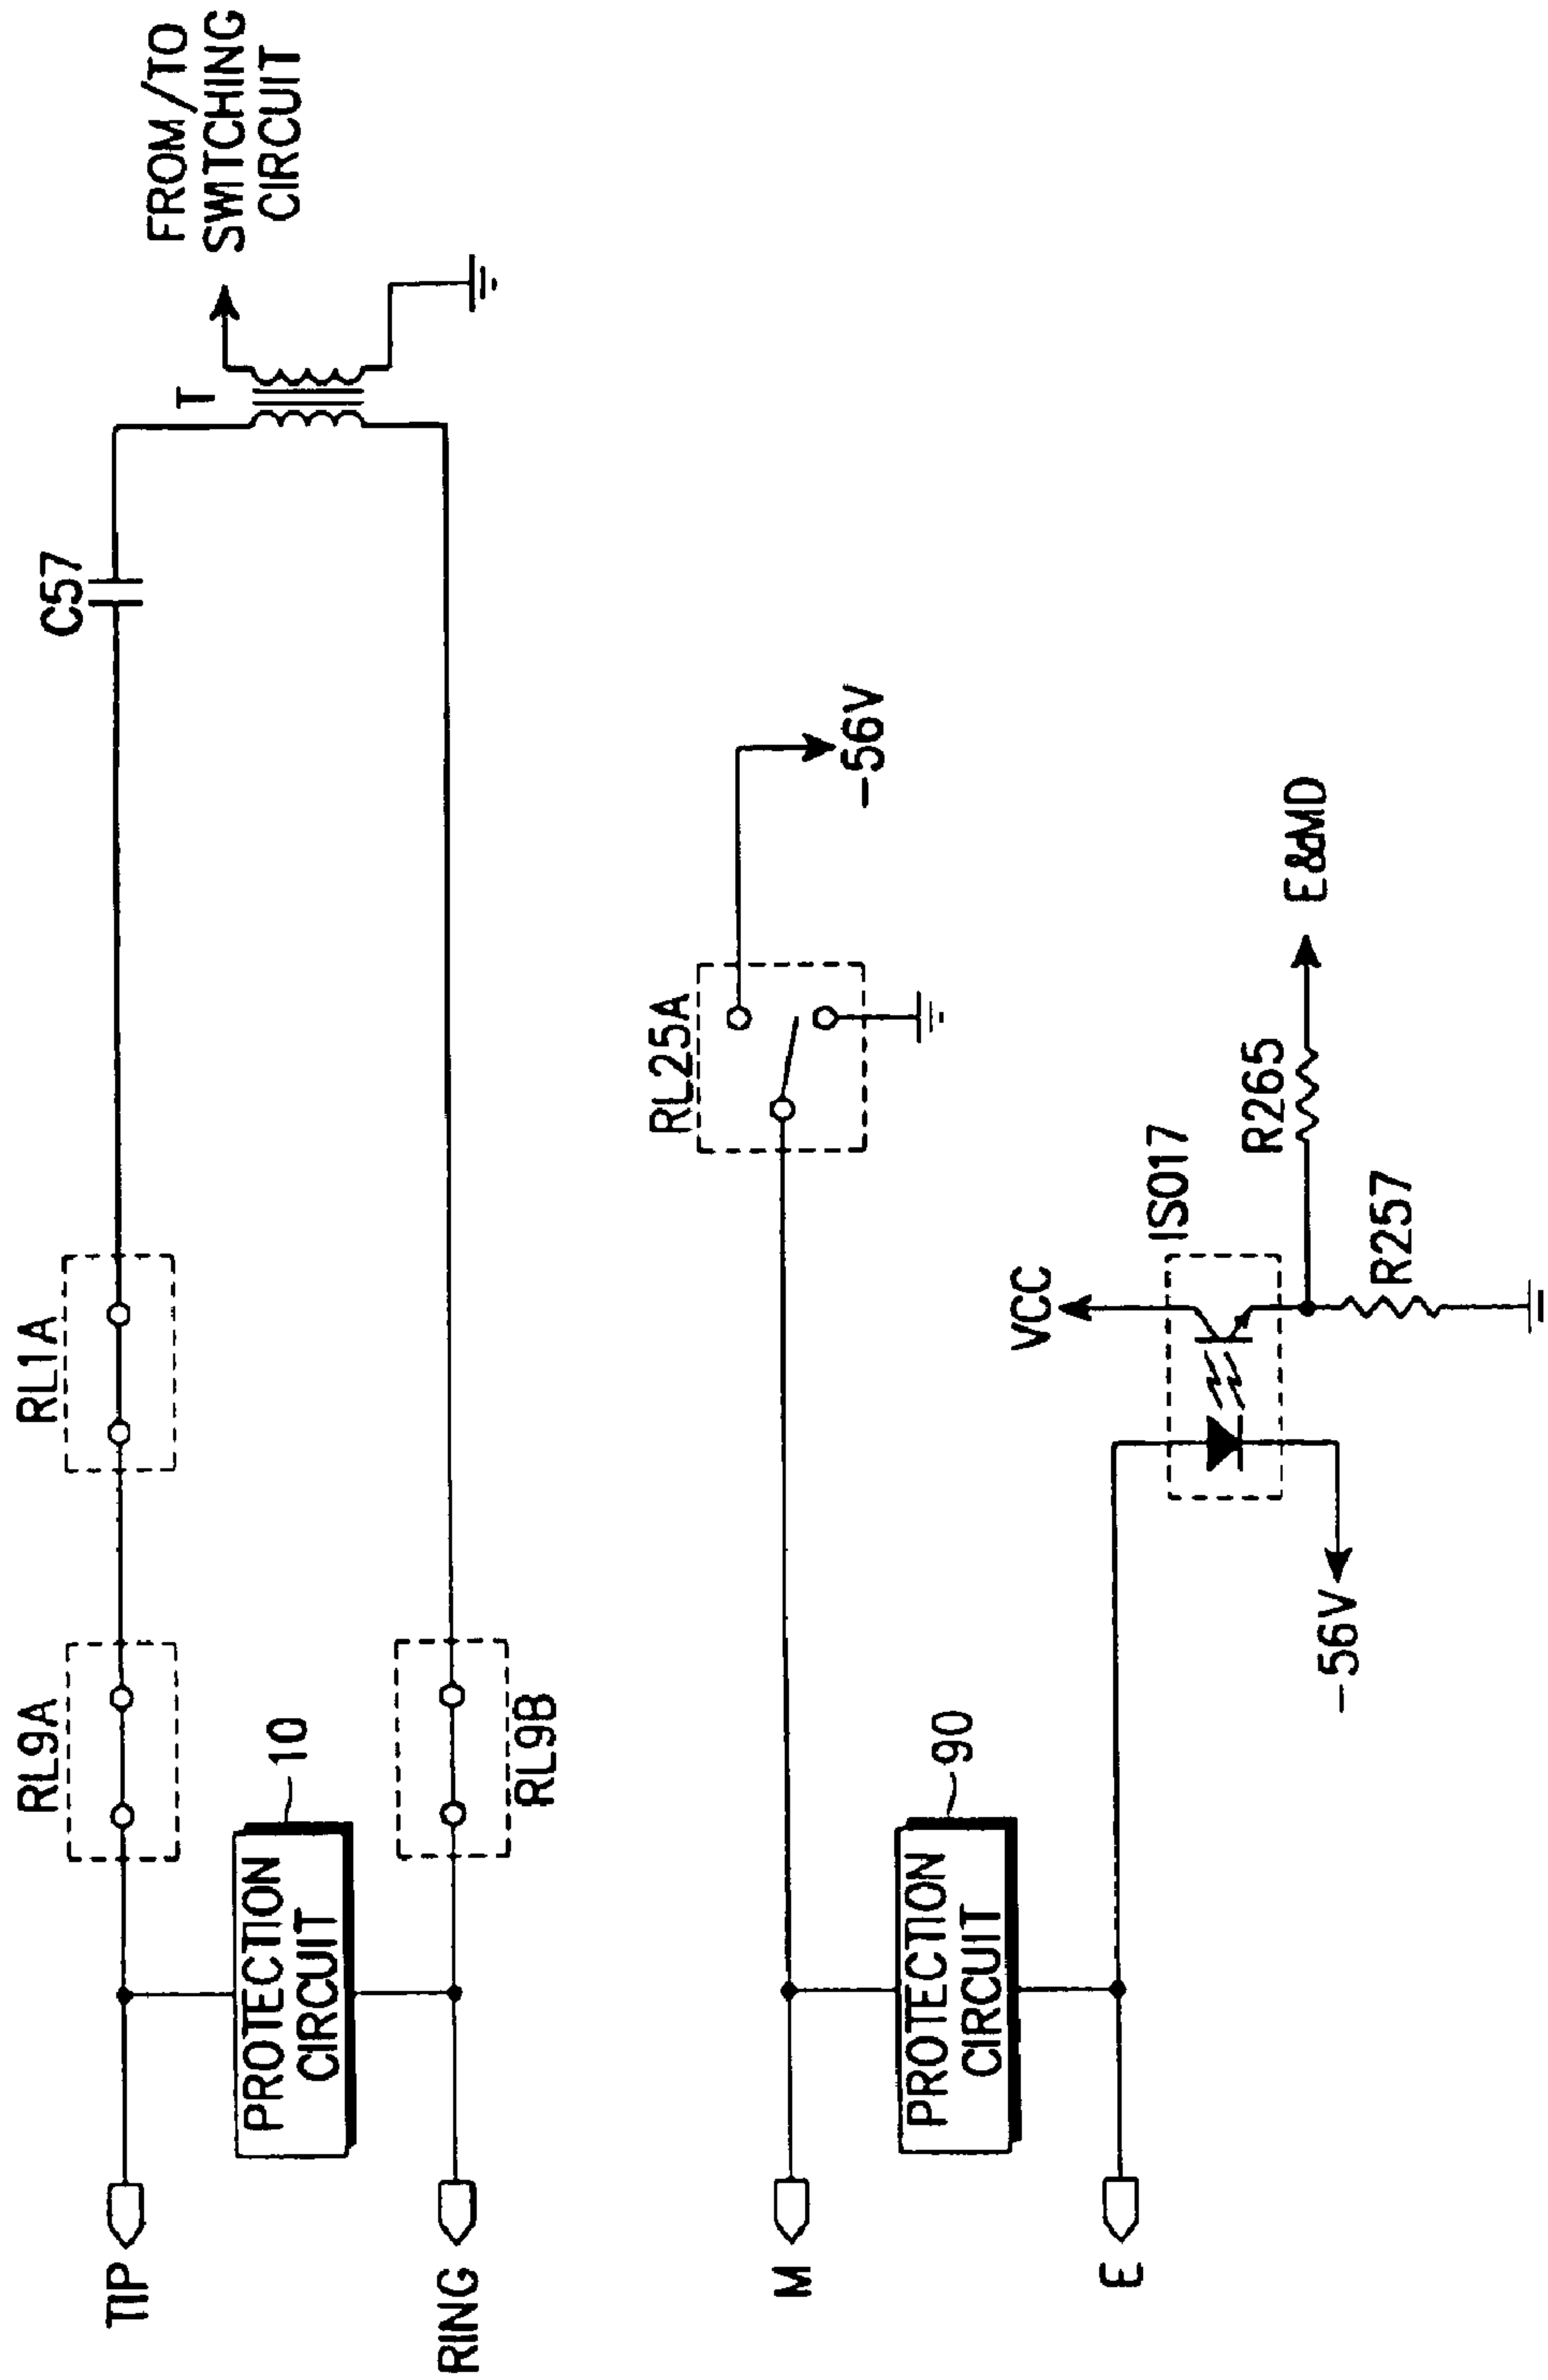 TIP
RL9A
RL1A
C57
T
FROM/TO
SWITCHING
CIRCUIT
PROTECTION
CIRCUIT
10
RING
RL9B
M
RL25A
-56V
PROTECTION
CIRCUIT
90
E
VCC
ISO17
R265
E&MD
-56V
R257